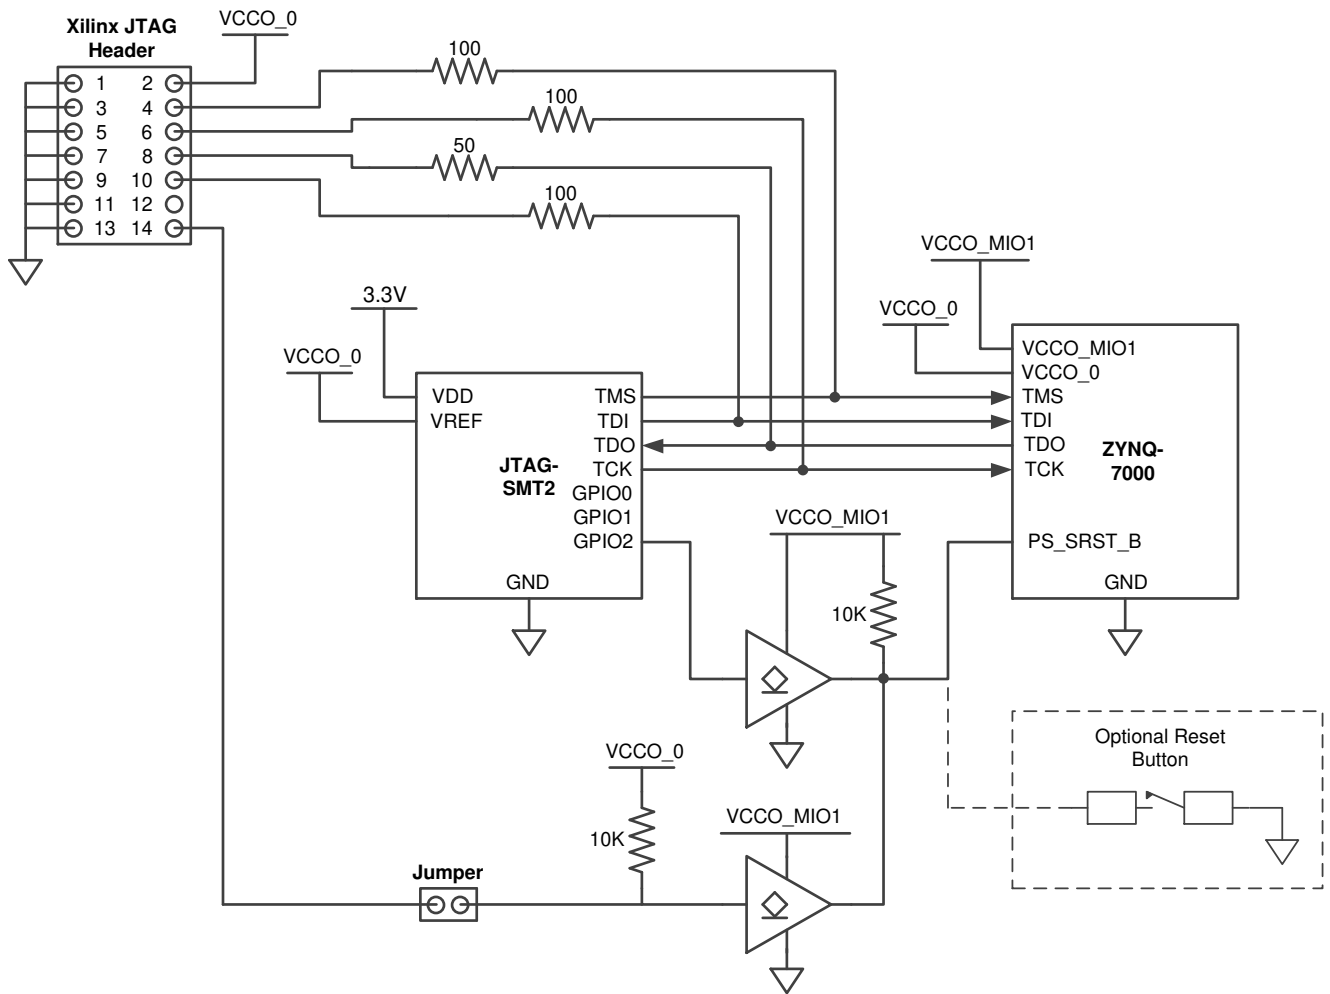 Xilinx JTAG
Header
VCCO_0
1 2
3 4
5 6
7 8
9 10
11 12
13 14
100
100
50
100
VCCO_MIO1
VCCO_0
3.3V
VCCO_0
VDD
VREF
JTAG-
SMT2
TMS
TDI
TDO
TCK
GPIO0
GPIO1
GPIO2
GND
VCCO_MIO1
VCCO_0
TMS
TDI
TDO
TCK
ZYNQ-
7000
PS_SRST_B
GND
VCCO_MIO1
10K
Optional Reset
Button
VCCO_0
10K
VCCO_MIO1
Jumper